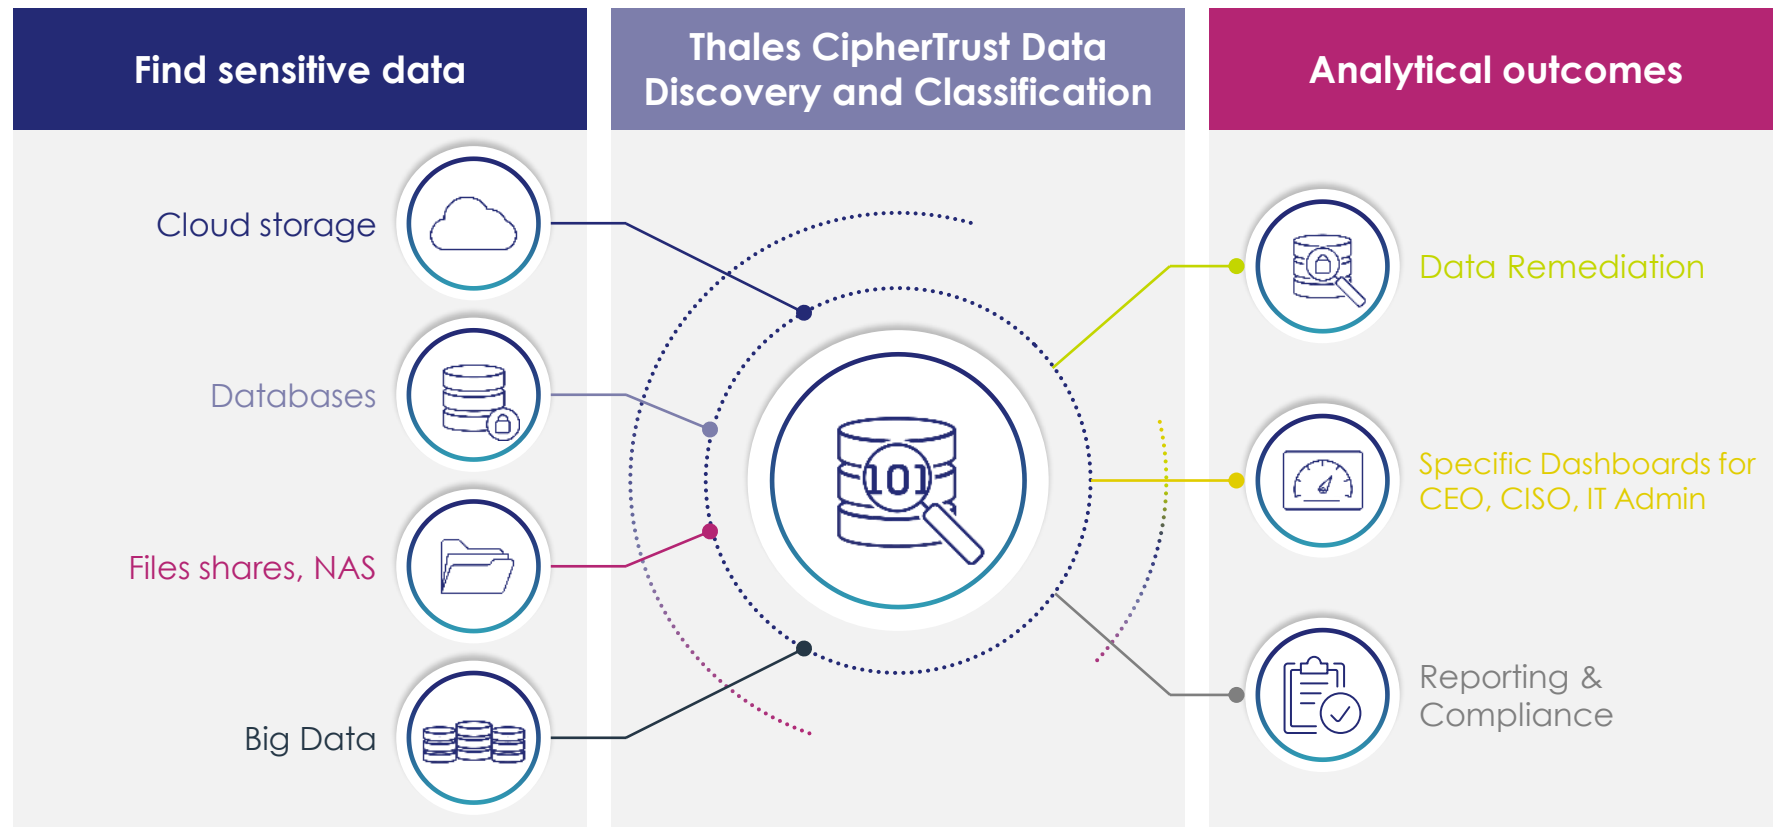 Find sensitive data
Thales CipherTrust Data
Discovery and Classification
Analytical outcomes
Cloud storage
Databases
Files shares, NAS
Big Data
101
Data Remediation
Specific Dashboards for
CEO, CISO, IT Admin
Reporting &
Compliance